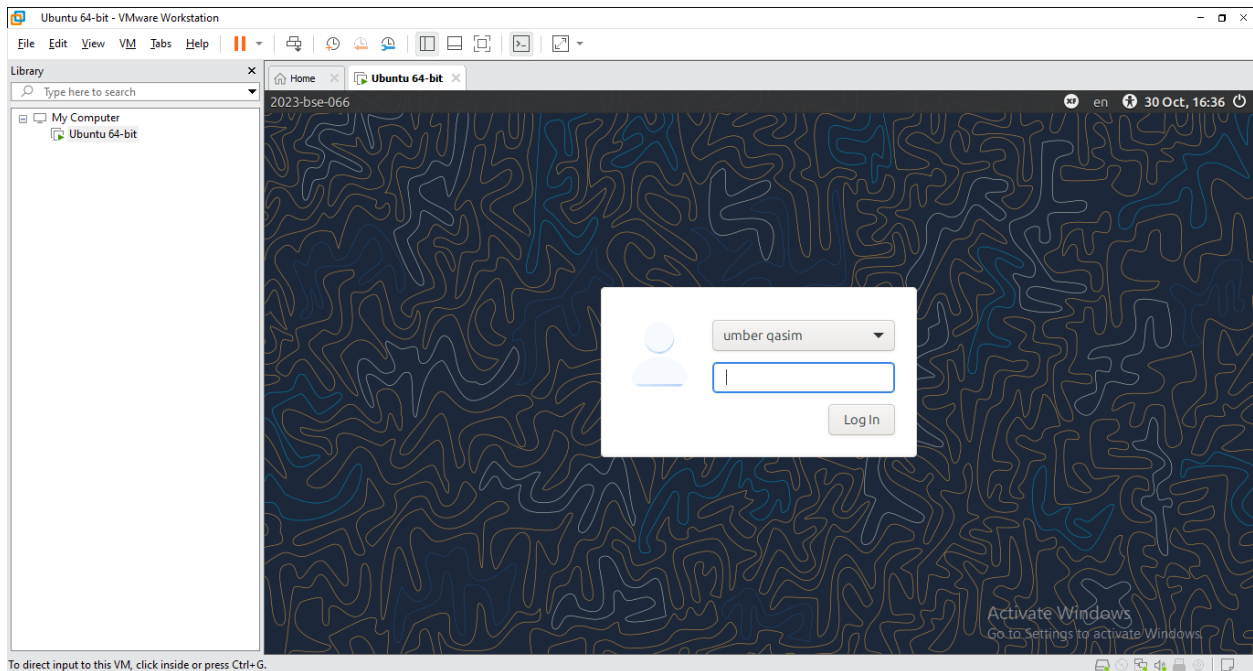 Ubuntu 64-bit - VMware Workstation
File Edit View VM Tabs Help
Library
Type here to search
My Computer
Ubuntu 64-bit
Home
Ubuntu 64-bit
2023-bse-066
XF en 30 Oct, 16:36
umber qasim
Log In
Activate Windows
Go to Settings to activate Windows.
To direct input to this VM, click inside or press Ctrl+G.